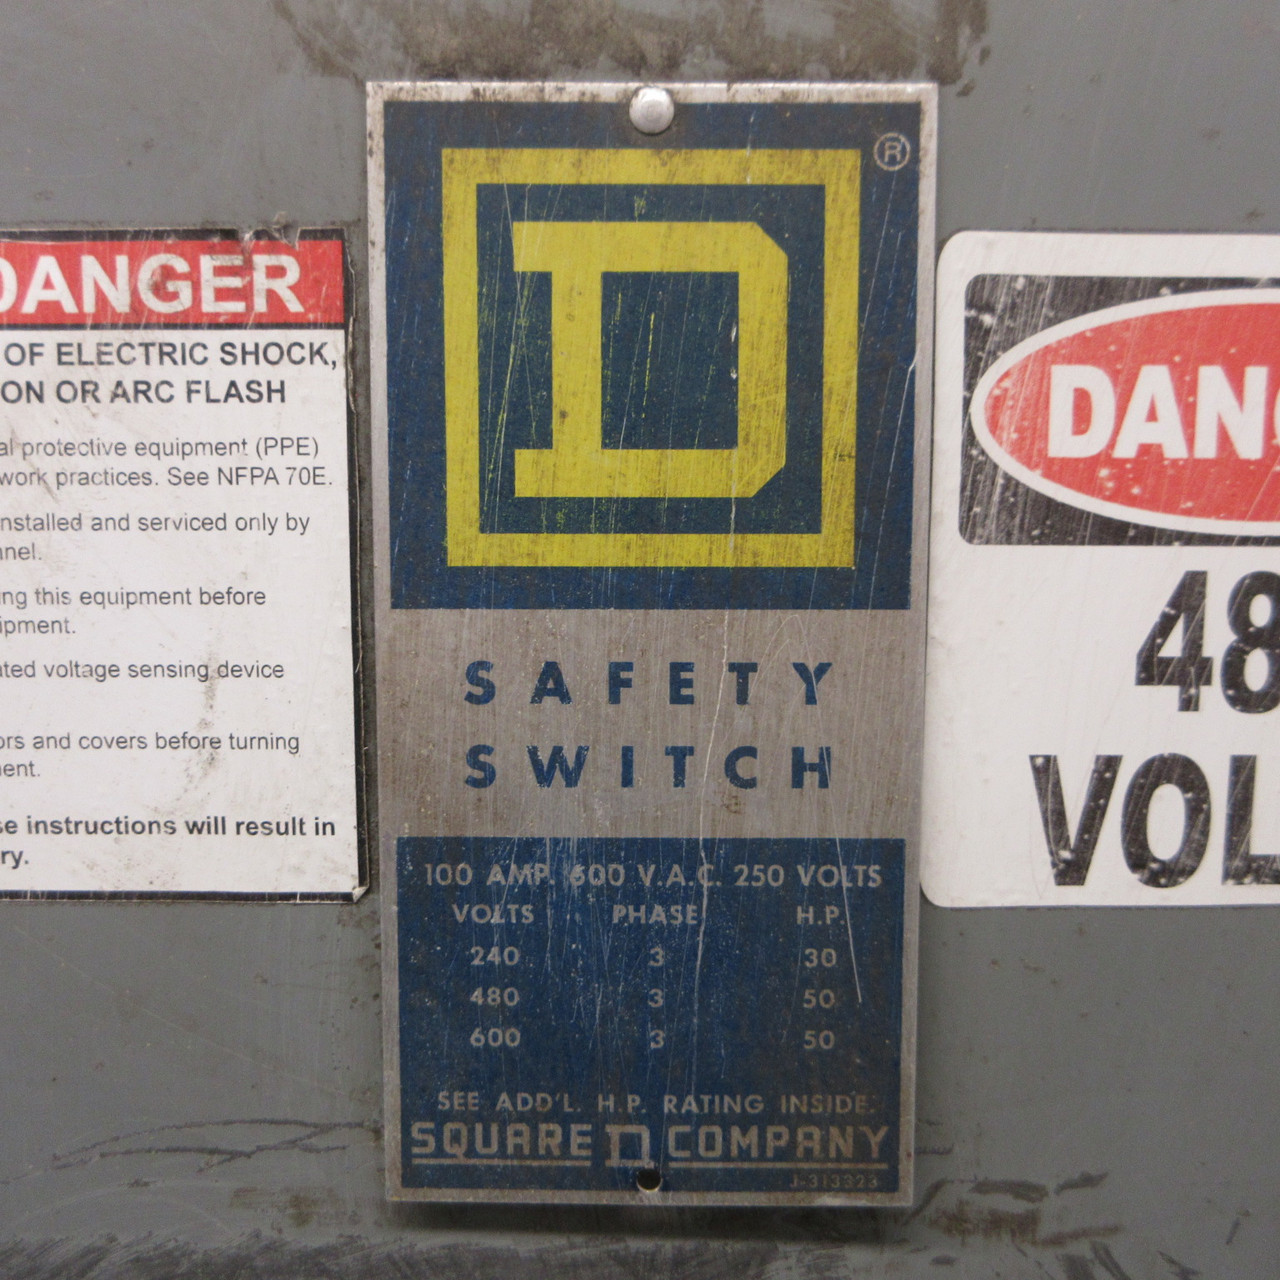 DANGER
OF ELECTRIC SHOCK,
ON OR ARC FLASH
al protective equipment (PPE)
work practices. See NFPA 70E.
nstalled and serviced only by
nnel.
ng this equipment before
ipment.
ated voltage sensing device
ors and covers before turning
ent.
se instructions will result in
ry.
D
®
SAFETY
SWITCH
100 AMP. 600 V.A.C. 250 VOLTS
VOLTS PHASE H.P.
240 3 30
480 3 50
600 3 50
SEE ADD'L. H.P. RATING INSIDE.
SQUARE D COMPANY
J-313323
DANG
48
VOL